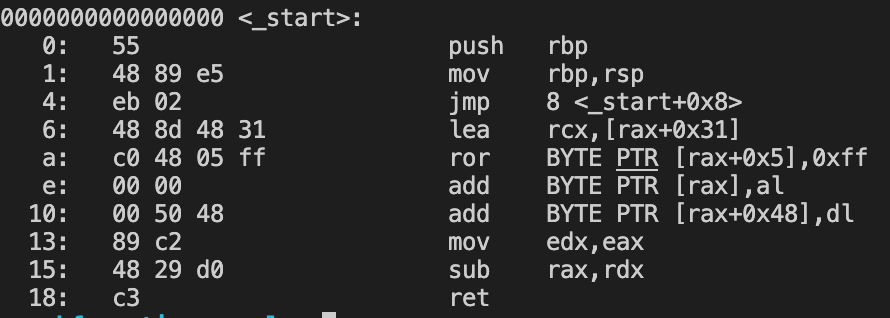 0000000000000000 <_start>:
0: 55 push rbp
1: 48 89 e5 mov rbp,rsp
4: eb 02 jmp 8 <_start+0x8>
6: 48 8d 48 31 lea rcx,[rax+0x31]
a: c0 48 05 ff ror BYTE PTR [rax+0x5],0xff
e: 00 00 add BYTE PTR [rax],al
10: 00 50 48 add BYTE PTR [rax+0x48],dl
13: 89 c2 mov edx,eax
15: 48 29 d0 sub rax,rdx
18: c3 ret